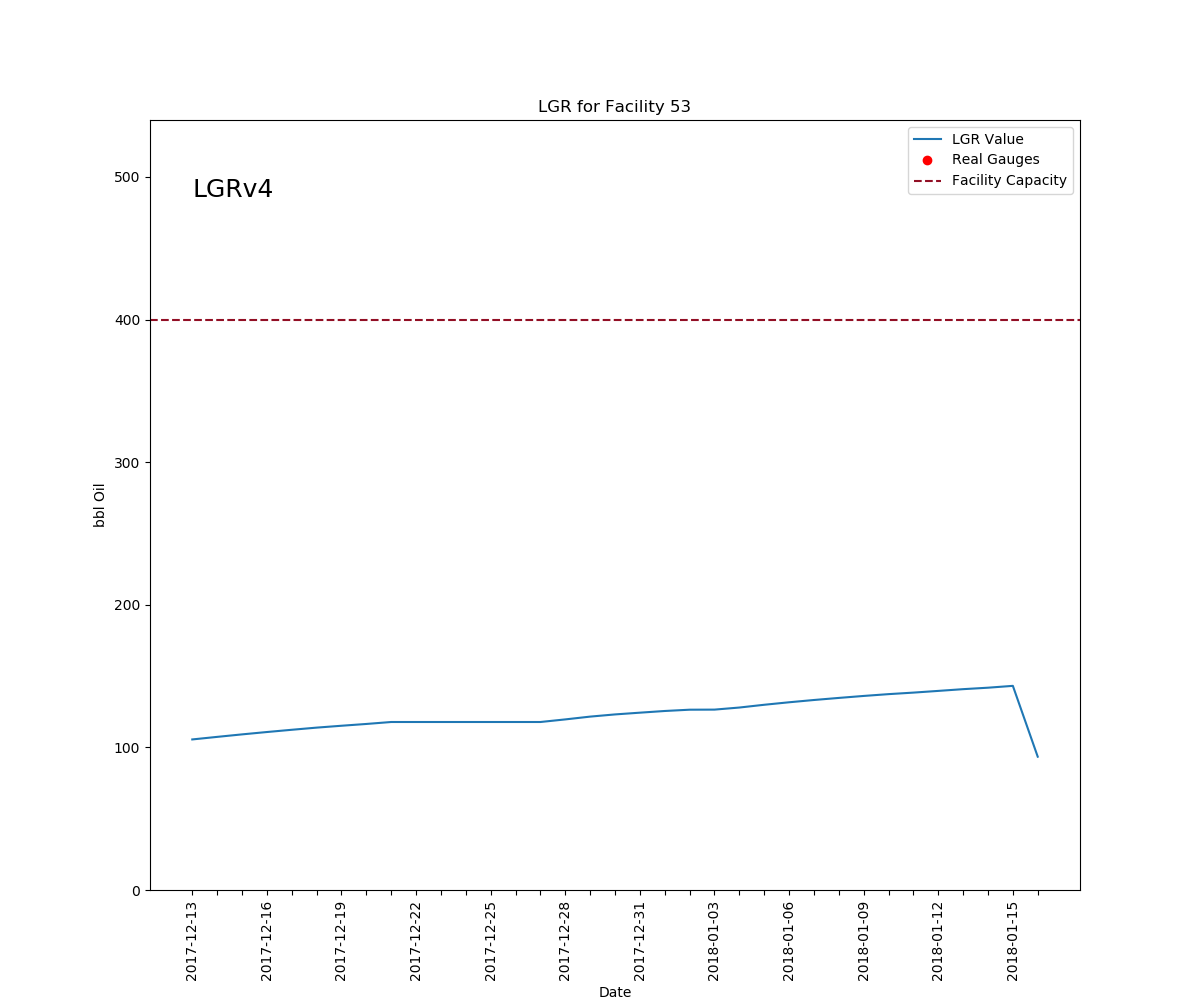 LGR for Facility 53
LGRv4
LGR Value
Real Gauges
Facility Capacity
500
400
300
200
100
0
bbl Oil
2017-12-13
2017-12-16
2017-12-19
2017-12-22
2017-12-25
2017-12-28
2017-12-31
2018-01-03
2018-01-06
2018-01-09
2018-01-12
2018-01-15
Date